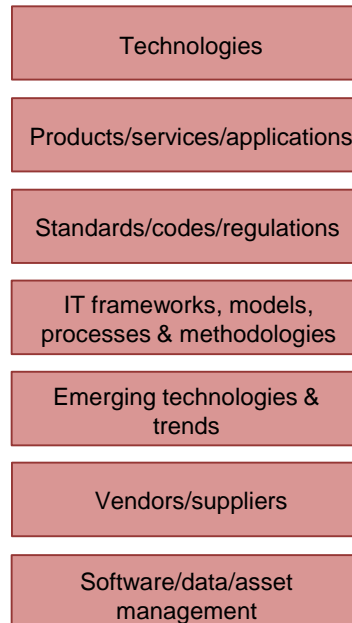 Technologies
Products/services/applications
Standards/codes/regulations
IT frameworks, models,
processes & methodologies
Emerging technologies &
trends
Vendors/suppliers
Software/data/asset
management